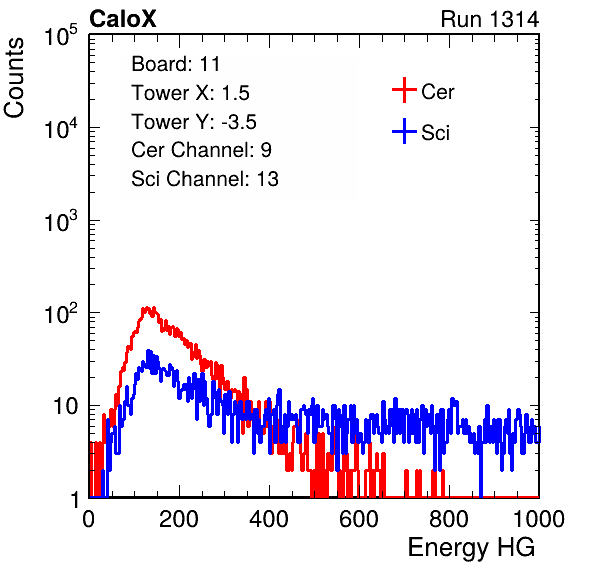 CaloX Run 1314
Counts
10^5
10^4
10^3
10^2
10
1
Board: 11
Tower X: 1.5
Tower Y: -3.5
Cer Channel: 9
Sci Channel: 13
Cer
Sci
0 200 400 600 800 1000
Energy HG